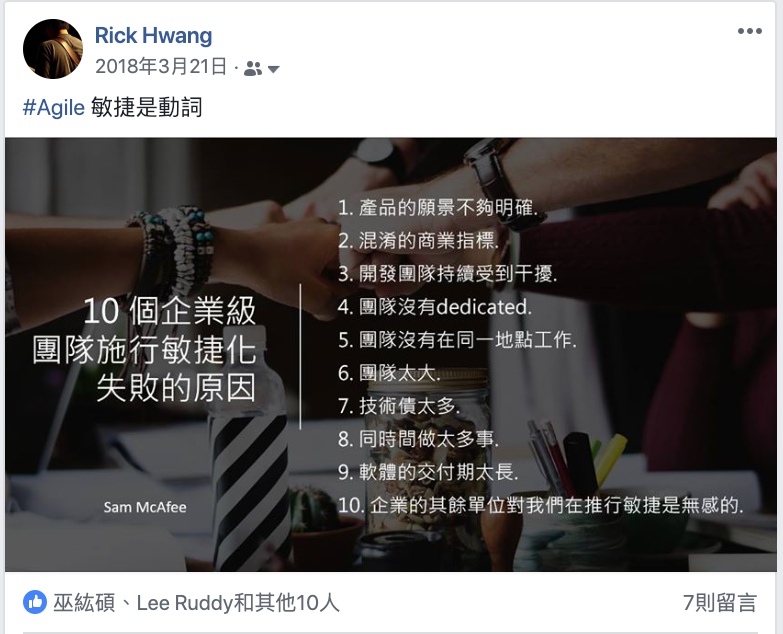 Rick Hwang
2018年3月21日 ·
#Agile 敏捷是動詞
10 個企業級
團隊施行敏捷化
失敗的原因
Sam McAfee
1. 產品的願景不夠明確.
2. 混淆的商業指標.
3. 開發團隊持續受到干擾.
4. 團隊沒有dedicated.
5. 團隊沒有在同一地點工作.
6. 團隊太大.
7. 技術債太多.
8. 同時間做太多事.
9. 軟體的交付期太長.
10. 企業的其餘單位對我們在推行敏捷是無感的.
巫紘碩、Lee Ruddy和其他10人
7則留言